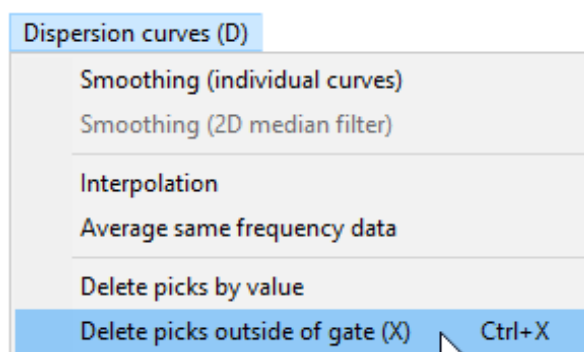 Dispersion curves (D)
Smoothing (individual curves)
Smoothing (2D median filter)
Interpolation
Average same frequency data
Delete picks by value
Delete picks outside of gate (X) Ctrl+X